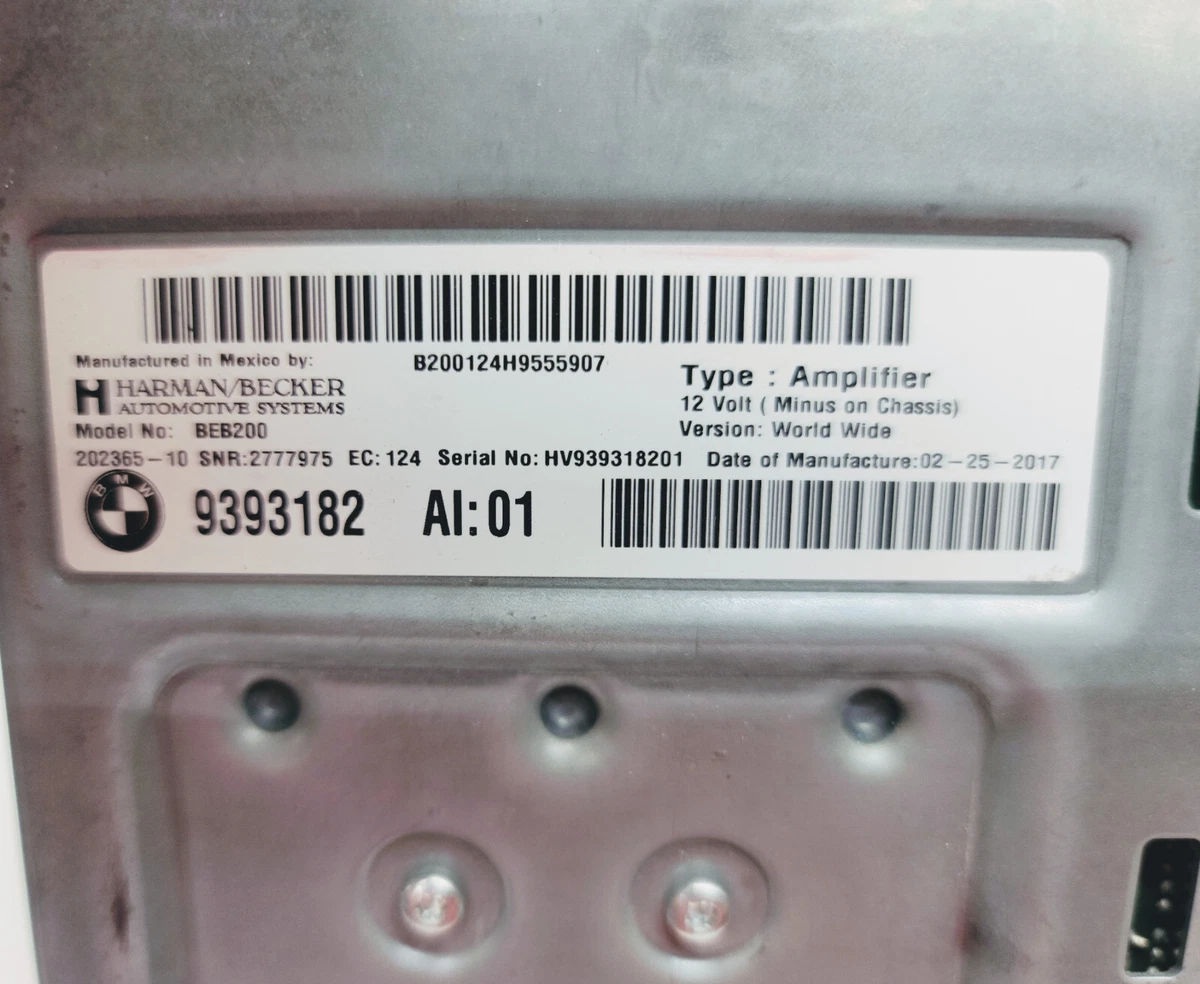 Manufactured in Mexico by:
B200124H9555907
HARMAN/BECKER
AUTOMOTIVE SYSTEMS
Type : Amplifier
12 Volt ( Minus on Chassis)
Model No: BEB200
Version: World Wide
202365-10 SNR:2777975 EC: 124 Serial No: HV939318201 Date of Manufacture:02-25-2017
BMW
9393182 AI:01